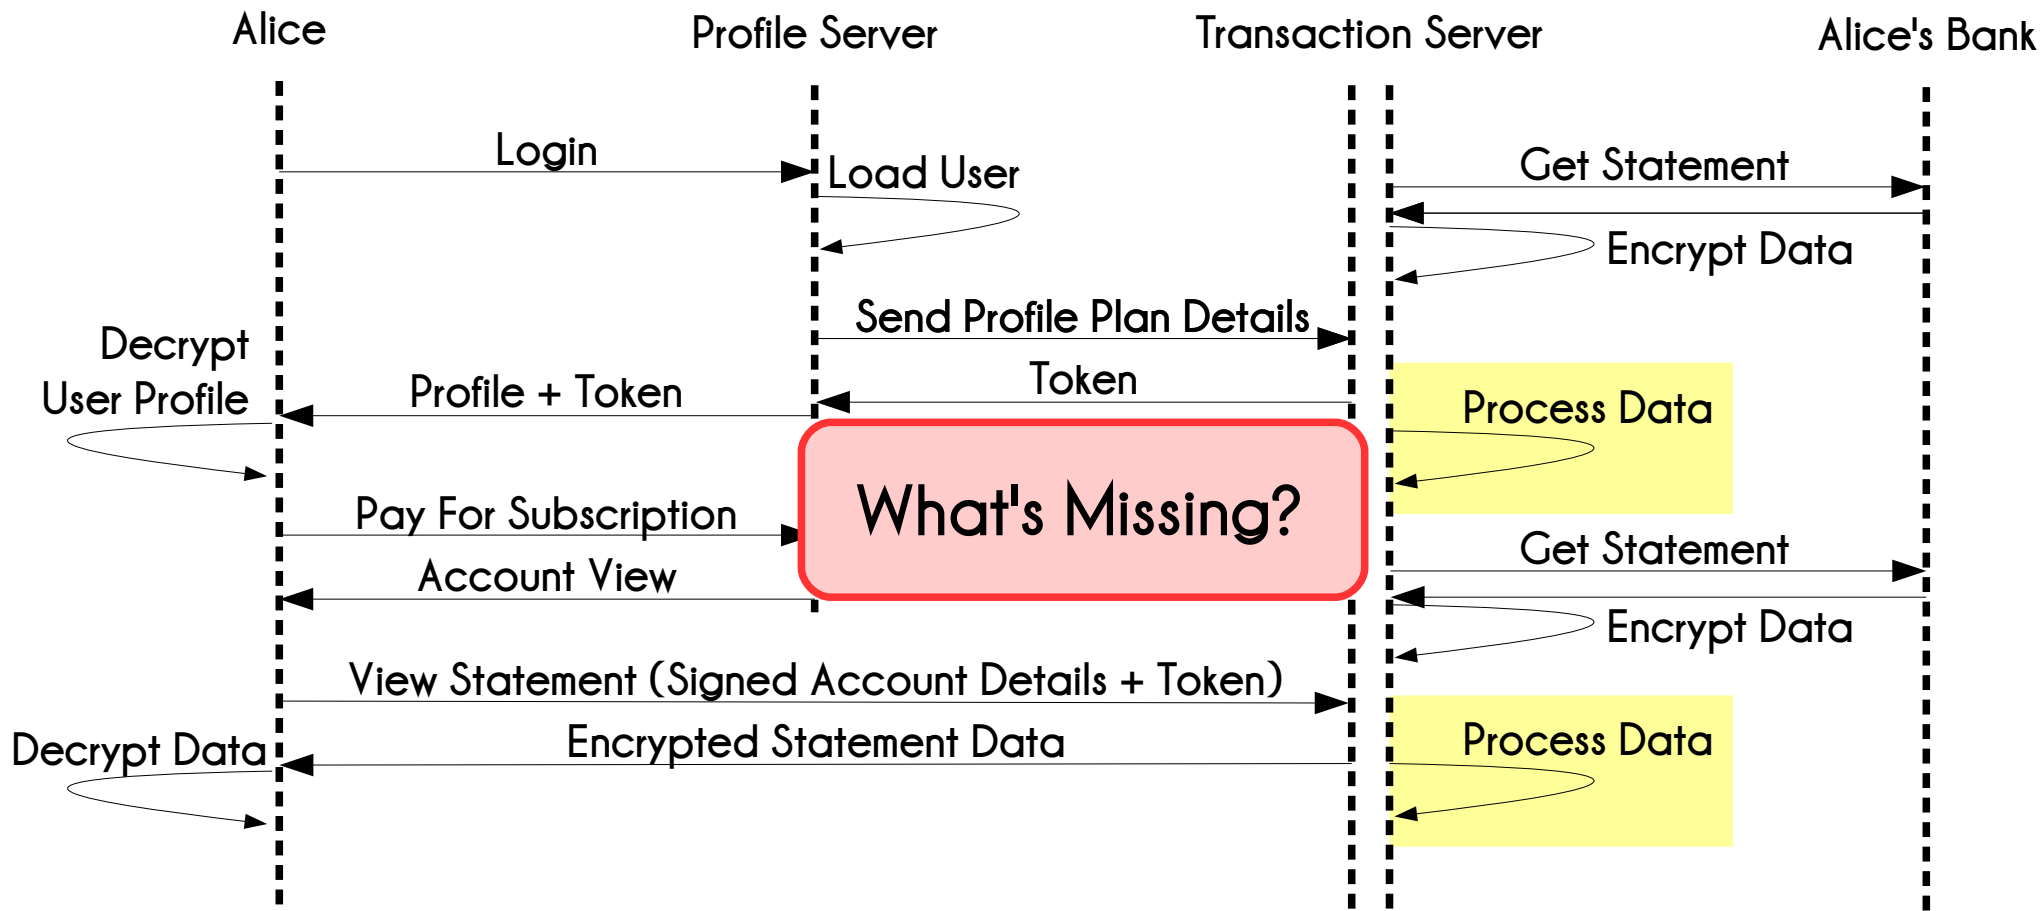 Alice
Profile Server
Transaction Server
Alice's Bank
Login
Load User
Get Statement
Encrypt Data
Send Profile Plan Details
Decrypt
User Profile
Profile + Token
Token
Process Data
What's Missing?
Pay For Subscription
Get Statement
Account View
Encrypt Data
View Statement (Signed Account Details + Token)
Decrypt Data
Encrypted Statement Data
Process Data